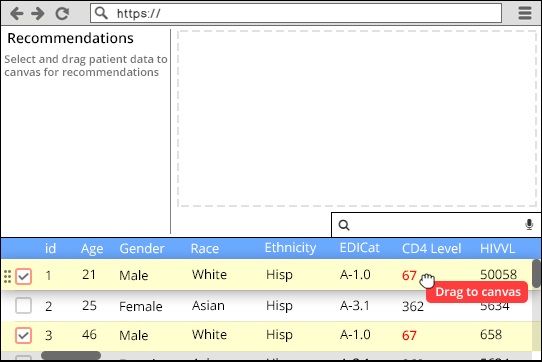 https://
Recommendations
Select and drag patient data to
canvas for recommendations
id Age Gender Race Ethnicity EDICat CD4 Level HIVVL
1 21 Male White Hisp A-1.0 67 50058
Drag to canvas
2 25 Female Asian Hisp A-3.1 362 5634
3 46 Male White Hisp A-1.0 67 658